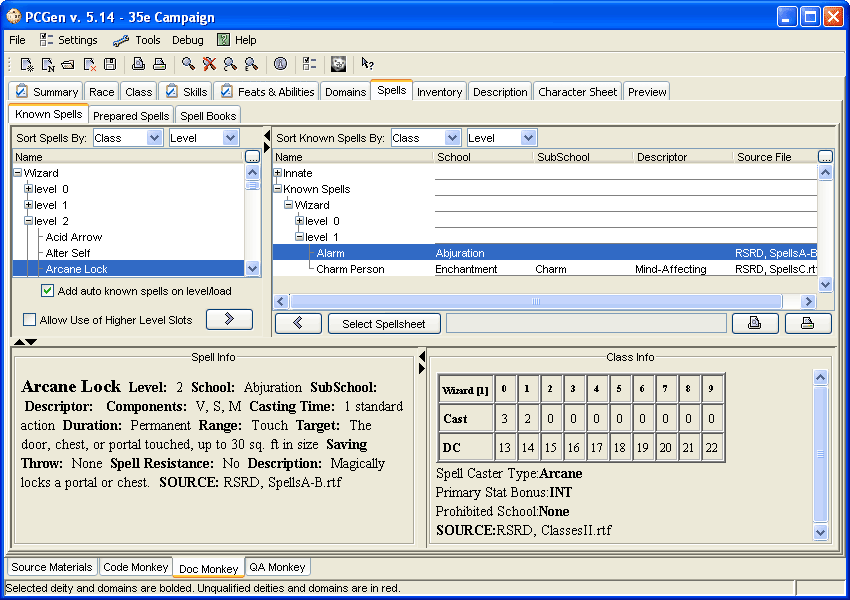 PCGen v. 5.14 - 35e Campaign
File Settings Tools Debug Help
Summary Race Class Skills Feats & Abilities Domains Spells Inventory Description Character Sheet Preview
Known Spells Prepared Spells Spell Books
Sort Spells By: Class Level
Name ...
Wizard
level 0
level 1
level 2
Acid Arrow
Alter Self
Arcane Lock
Add auto known spells on level/load
Allow Use of Higher Level Slots
Sort Known Spells By: Class Level
Name School SubSchool Descriptor Source File ...
Innate
Known Spells
Wizard
level 0
level 1
Alarm Abjuration RSRD, SpellsA-B
Charm Person Enchantment Charm Mind-Affecting RSRD, SpellsC.rt
Select Spellsheet
Spell Info
Arcane Lock Level: 2 School: Abjuration SubSchool:
Descriptor: Components: V, S, M Casting Time: 1 standard
action Duration: Permanent Range: Touch Target: The
door, chest, or portal touched, up to 30 sq. ft in size Saving
Throw: None Spell Resistance: No Description: Magically
locks a portal or chest. SOURCE: RSRD, SpellsA-B.rtf
Class Info
Wizard [1] 0 1 2 3 4 5 6 7 8 9
Cast 3 2 0 0 0 0 0 0 0 0
DC 13 14 15 16 17 18 19 20 21 22
Spell Caster Type:Arcane
Primary Stat Bonus:INT
Prohibited School:None
SOURCE:RSRD, ClassesII.rtf
Source Materials Code Monkey Doc Monkey QA Monkey
Selected deity and domains are bolded. Unqualified deities and domains are in red.